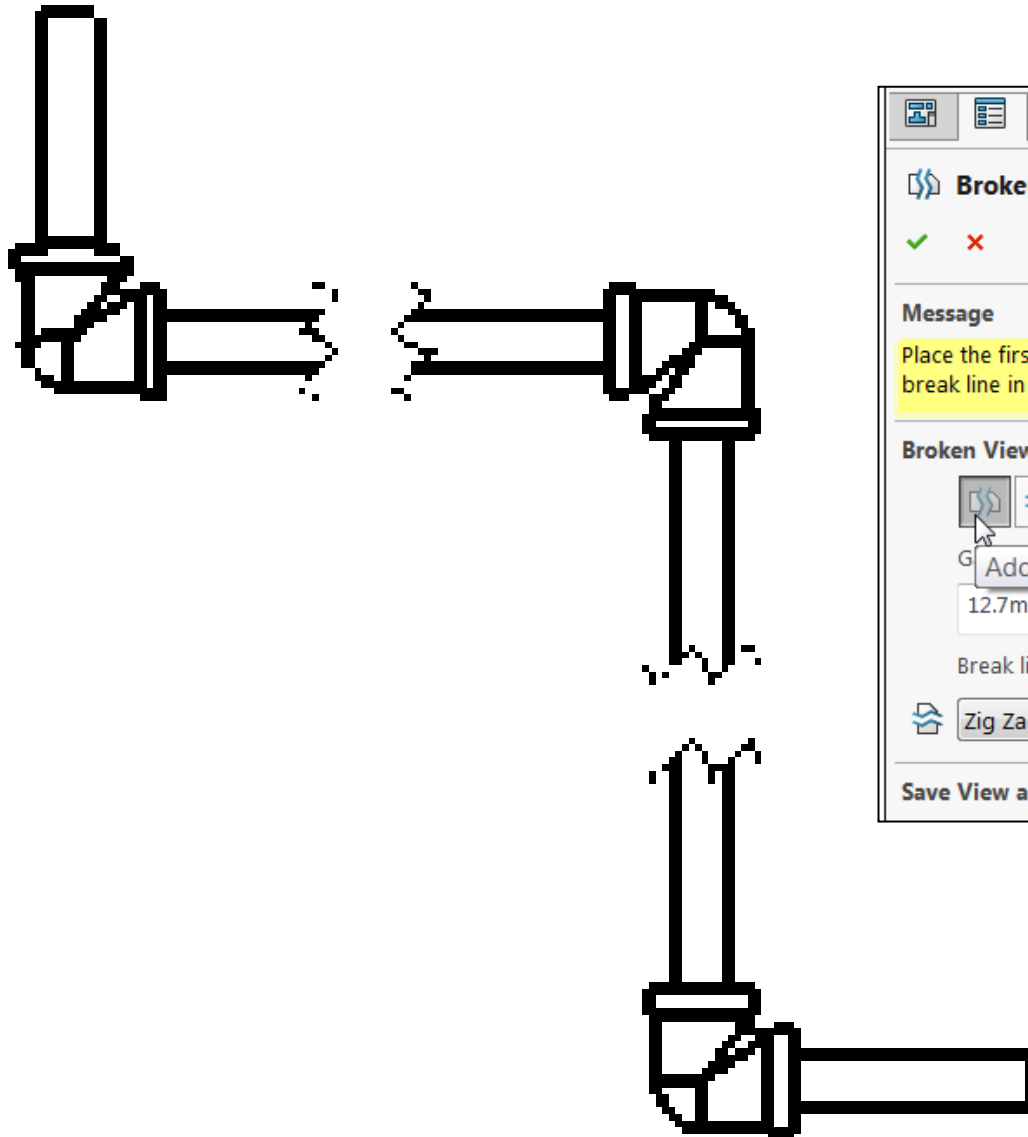 Broke
Message
Place the firs
break line in
Broken View
G
Add
12.7m
Break li
Zig Za
Save View a